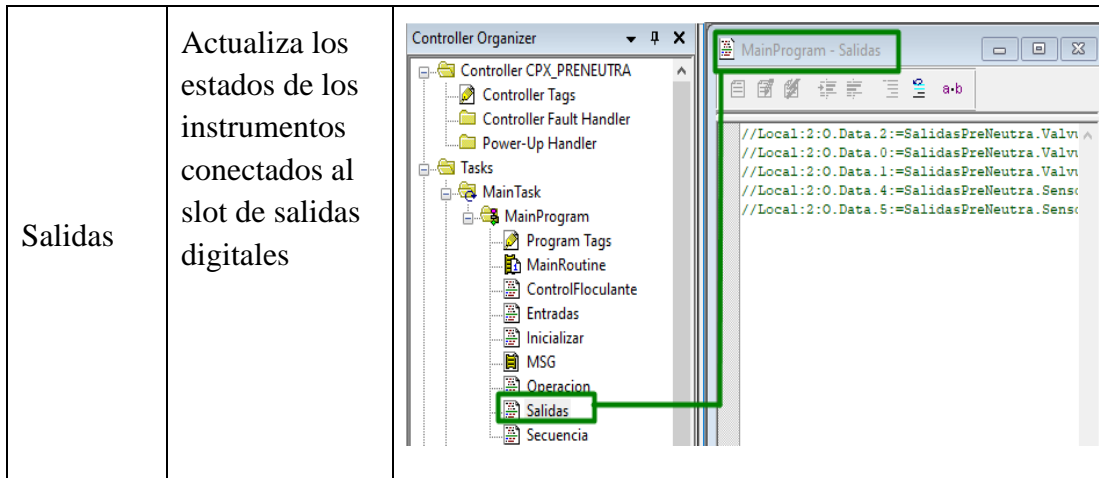 Salidas
Actualiza los
estados de los
instrumentos
conectados al
slot de salidas
digitales
Controller Organizer
Controller CPX_PRENEUTRA
Controller Tags
Controller Fault Handler
Power-Up Handler
Tasks
MainTask
MainProgram
Program Tags
MainRoutine
ControlFloculante
Entradas
Inicializar
MSG
Operacion
Salidas
Secuencia
MainProgram - Salidas
a•b
//Local:2:O.Data.2:=SalidasPreNeutra.Valvu
//Local:2:O.Data.0:=SalidasPreNeutra.Valvu
//Local:2:O.Data.1:=SalidasPreNeutra.Valvu
//Local:2:O.Data.4:=SalidasPreNeutra.Senso
//Local:2:O.Data.5:=SalidasPreNeutra.Senso